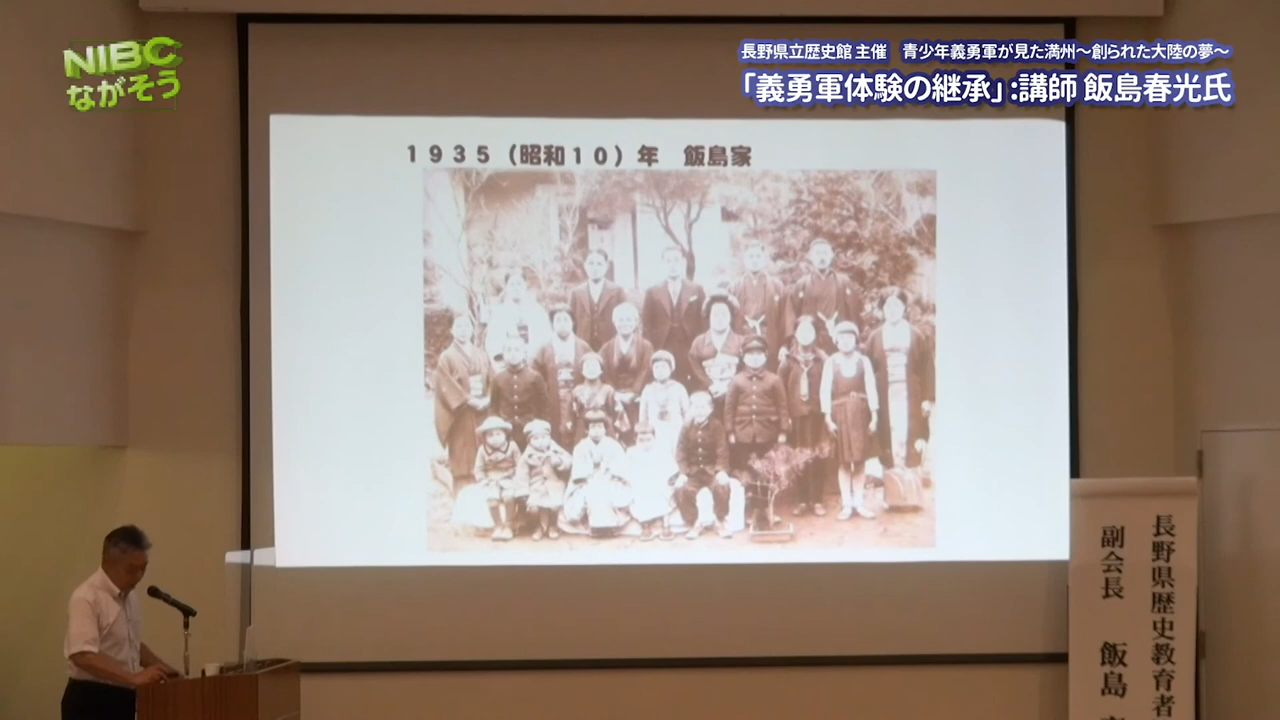 NIBC
ながそう
長野県立歴史館 主催　青少年義勇軍が見た満州～創られた大陸の夢～
「義勇軍体験の継承」:講師 飯島春光氏
１９３５（昭和１０）年　飯島家
長野県歴史教育者
副会長　飯島